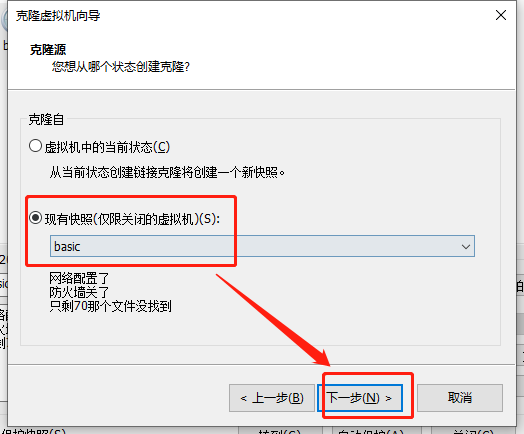 克隆虚拟机向导
克隆源
您想从哪个状态创建克隆?
克隆自
虚拟机中的当前状态(C)
从当前状态创建链接克隆将创建一个新快照。
现有快照(仅限关闭的虚拟机)(S):
basic
网络配置了
防火墙关了
只剩70那个文件没找到
< 上一步(B)
下一步(N) >
取消